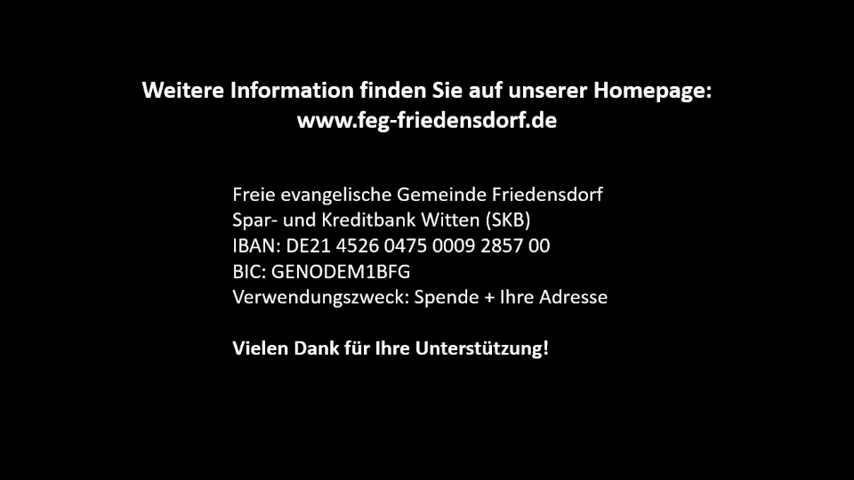 Weitere Information finden Sie auf unserer Homepage:
www.feg-friedensdorf.de
Freie evangelische Gemeinde Friedensdorf
Spar- und Kreditbank Witten (SKB)
IBAN: DE21 4526 0475 0009 2857 00
BIC: GENODEM1BFG
Verwendungszweck: Spende + Ihre Adresse
Vielen Dank für Ihre Unterstützung!